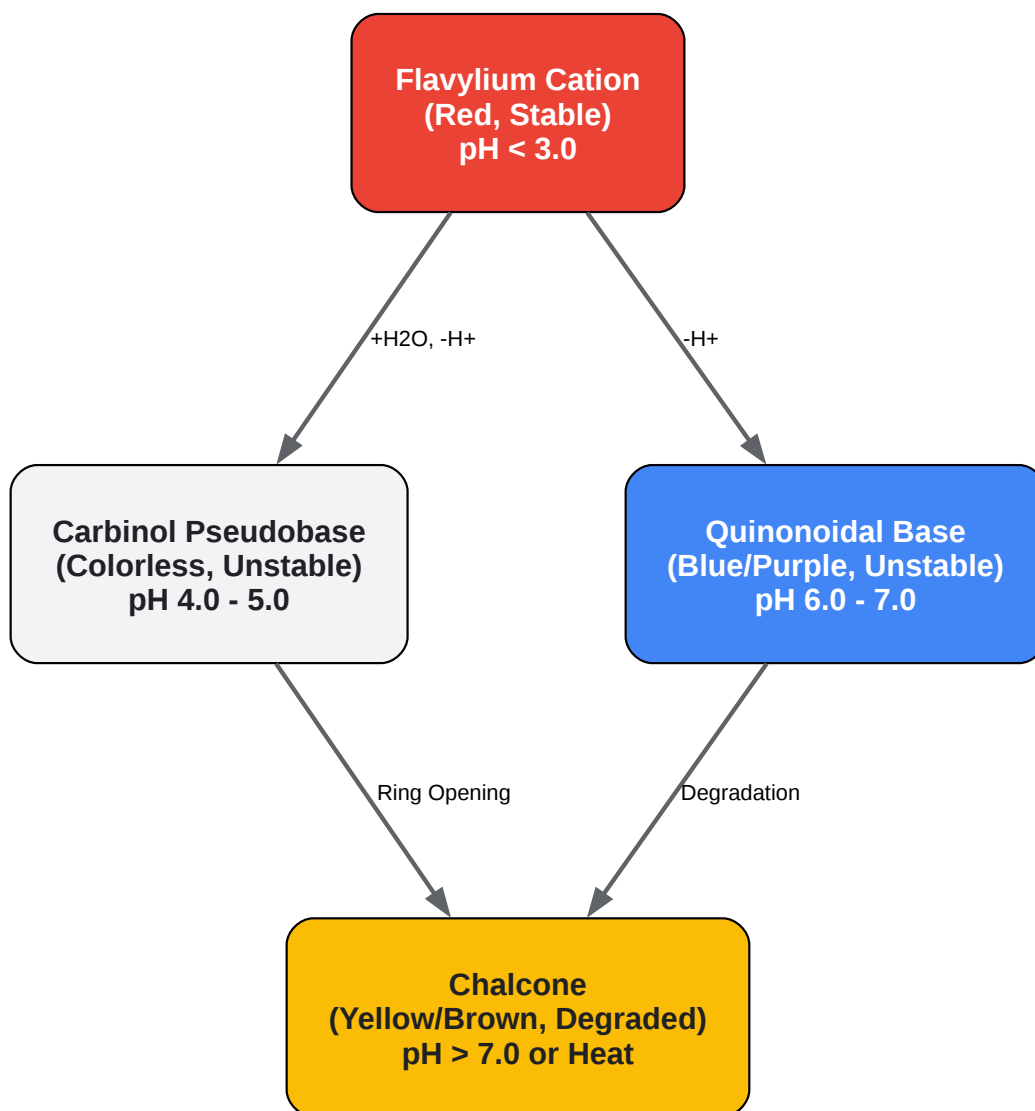 Flavylium Cation
(Red, Stable)
pH < 3.0
+H2O, -H+
-H+
Carbinol Pseudobase
(Colorless, Unstable)
pH 4.0 - 5.0
Quinonoidal Base
(Blue/Purple, Unstable)
pH 6.0 - 7.0
Ring Opening
Degradation
Chalcone
(Yellow/Brown, Degraded)
pH > 7.0 or Heat